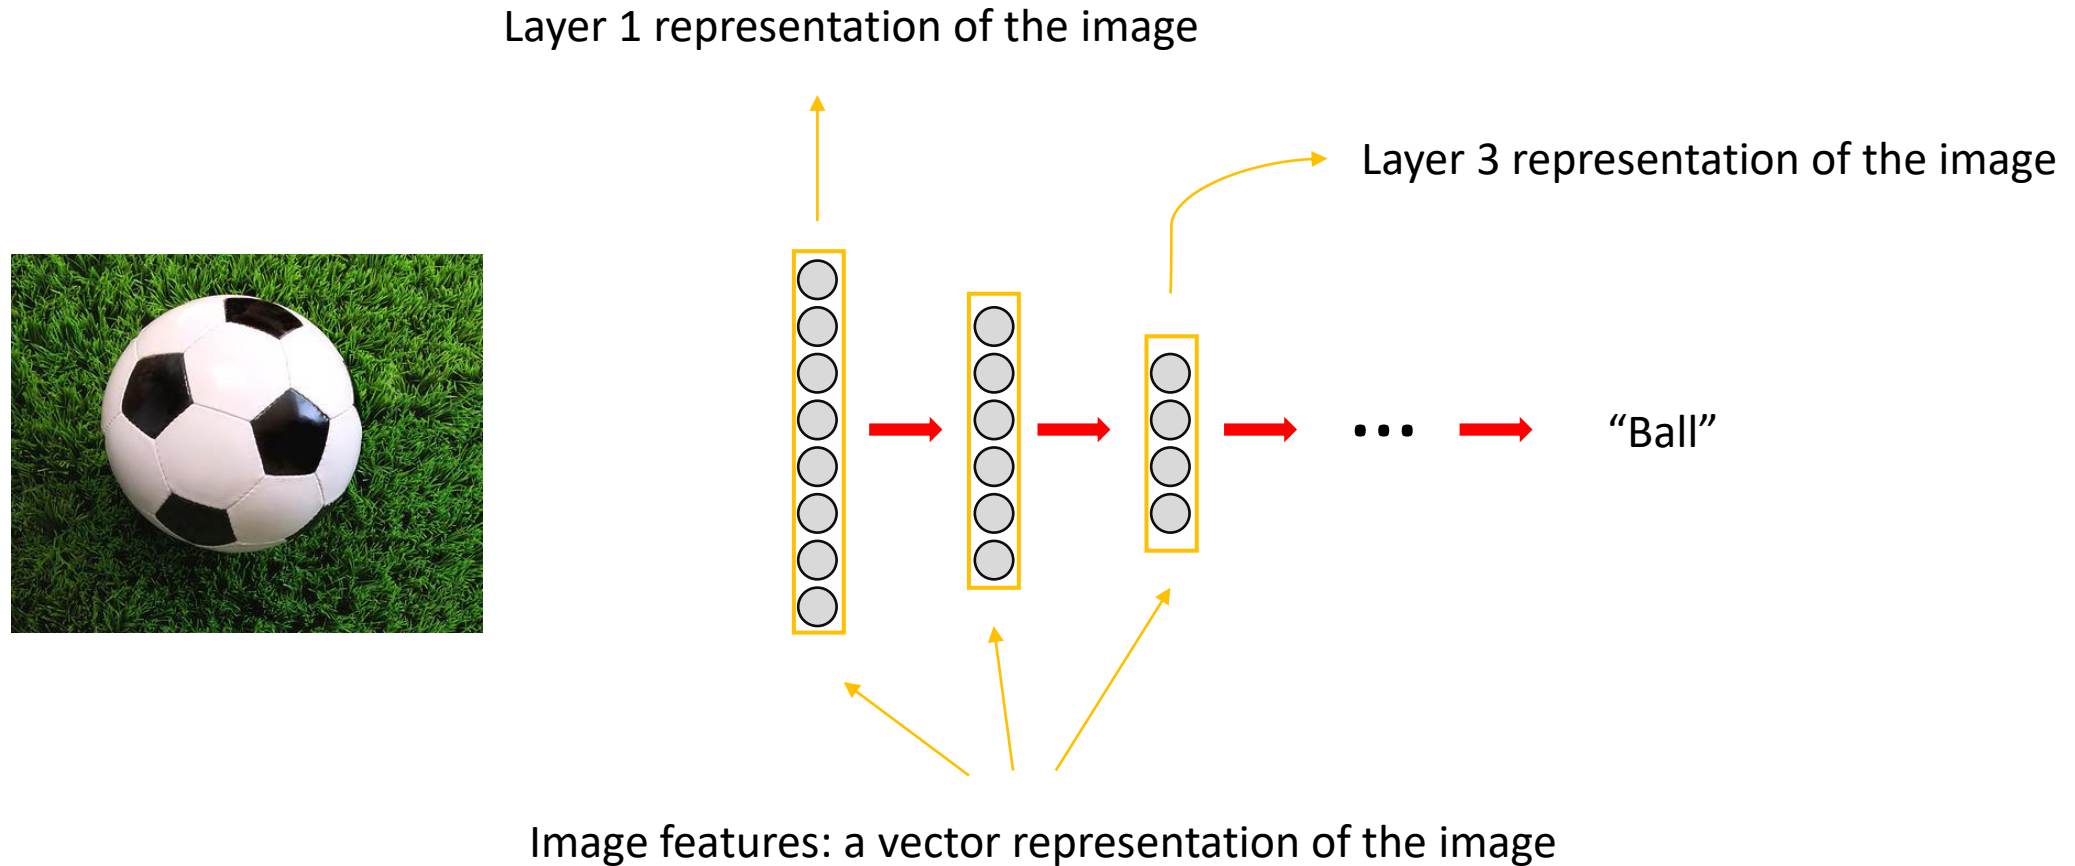 Layer 1 representation of the image
Layer 3 representation of the image
...
“Ball”
Image features: a vector representation of the image